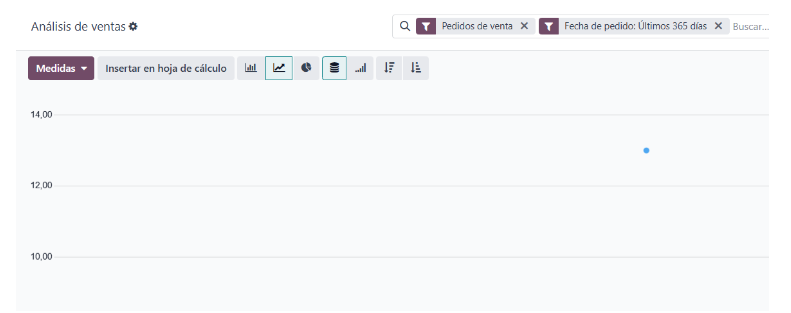 Análisis de ventas
Pedidos de venta
Fecha de pedido: Últimos 365 días
Buscar...
Medidas
Insertar en hoja de cálculo
14,00
12,00
10,00